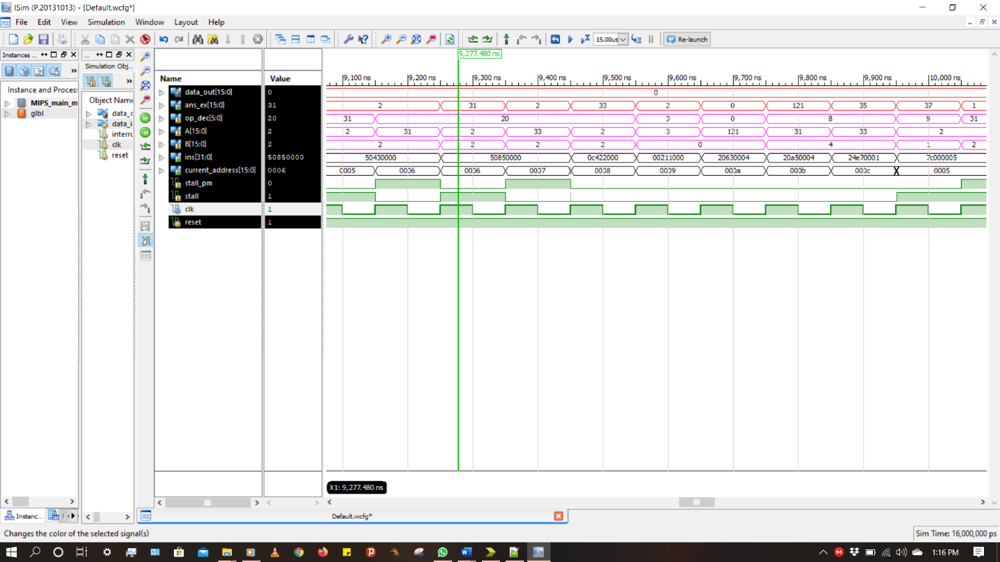 ISim (P.20131013) - [Default.wcfg*]
File Edit View Simulation Window Layout Help
15.00us Re-launch
Instances ... ...
Simulation Obj...
Instance and Process
MIPS_main_m
glbl
Object Name
data_o
data_i
interru
clk
reset
Name Value
9,277.480 ns
9,100 ns 9,200 ns 9,300 ns 9,400 ns 9,500 ns 9,600 ns 9,700 ns 9,800 ns 9,900 ns 10,000 ns
data_out[15:0] 0 0
ans_ex[15:0] 31 2 31 2 33 2 0 121 35 37 1
op_dec[5:0] 20 31 20 3 0 8 9 31
A[15:0] 2 2 31 2 33 2 3 121 31 33 2
B[15:0] 2 2 2 2 2 0 4 1 2
ins[31:0] 50850000 50430000 50850000 0c422000 00211000 20630004 20a50004 24e70001 7c000005
current_address[15:0] 0006 0005 0006 0006 0007 0008 0009 000a 000b 000c 0005
stall_pm 0
stall 1
clk 1
reset 1
X1: 9,277.480 ns
Instanc...
Default.wcfg*
Changes the color of the selected signal(s)
Sim Time: 16,000,000 ps
1:16 PM